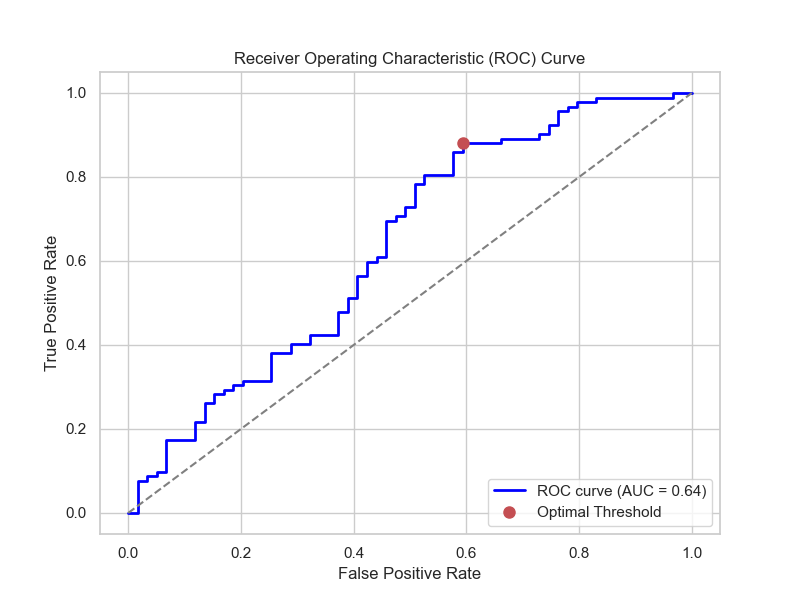 Receiver Operating Characteristic (ROC) Curve
True Positive Rate
1.0
0.8
0.6
0.4
0.2
0.0
0.0 0.2 0.4 0.6 0.8 1.0
False Positive Rate
ROC curve (AUC = 0.64)
Optimal Threshold